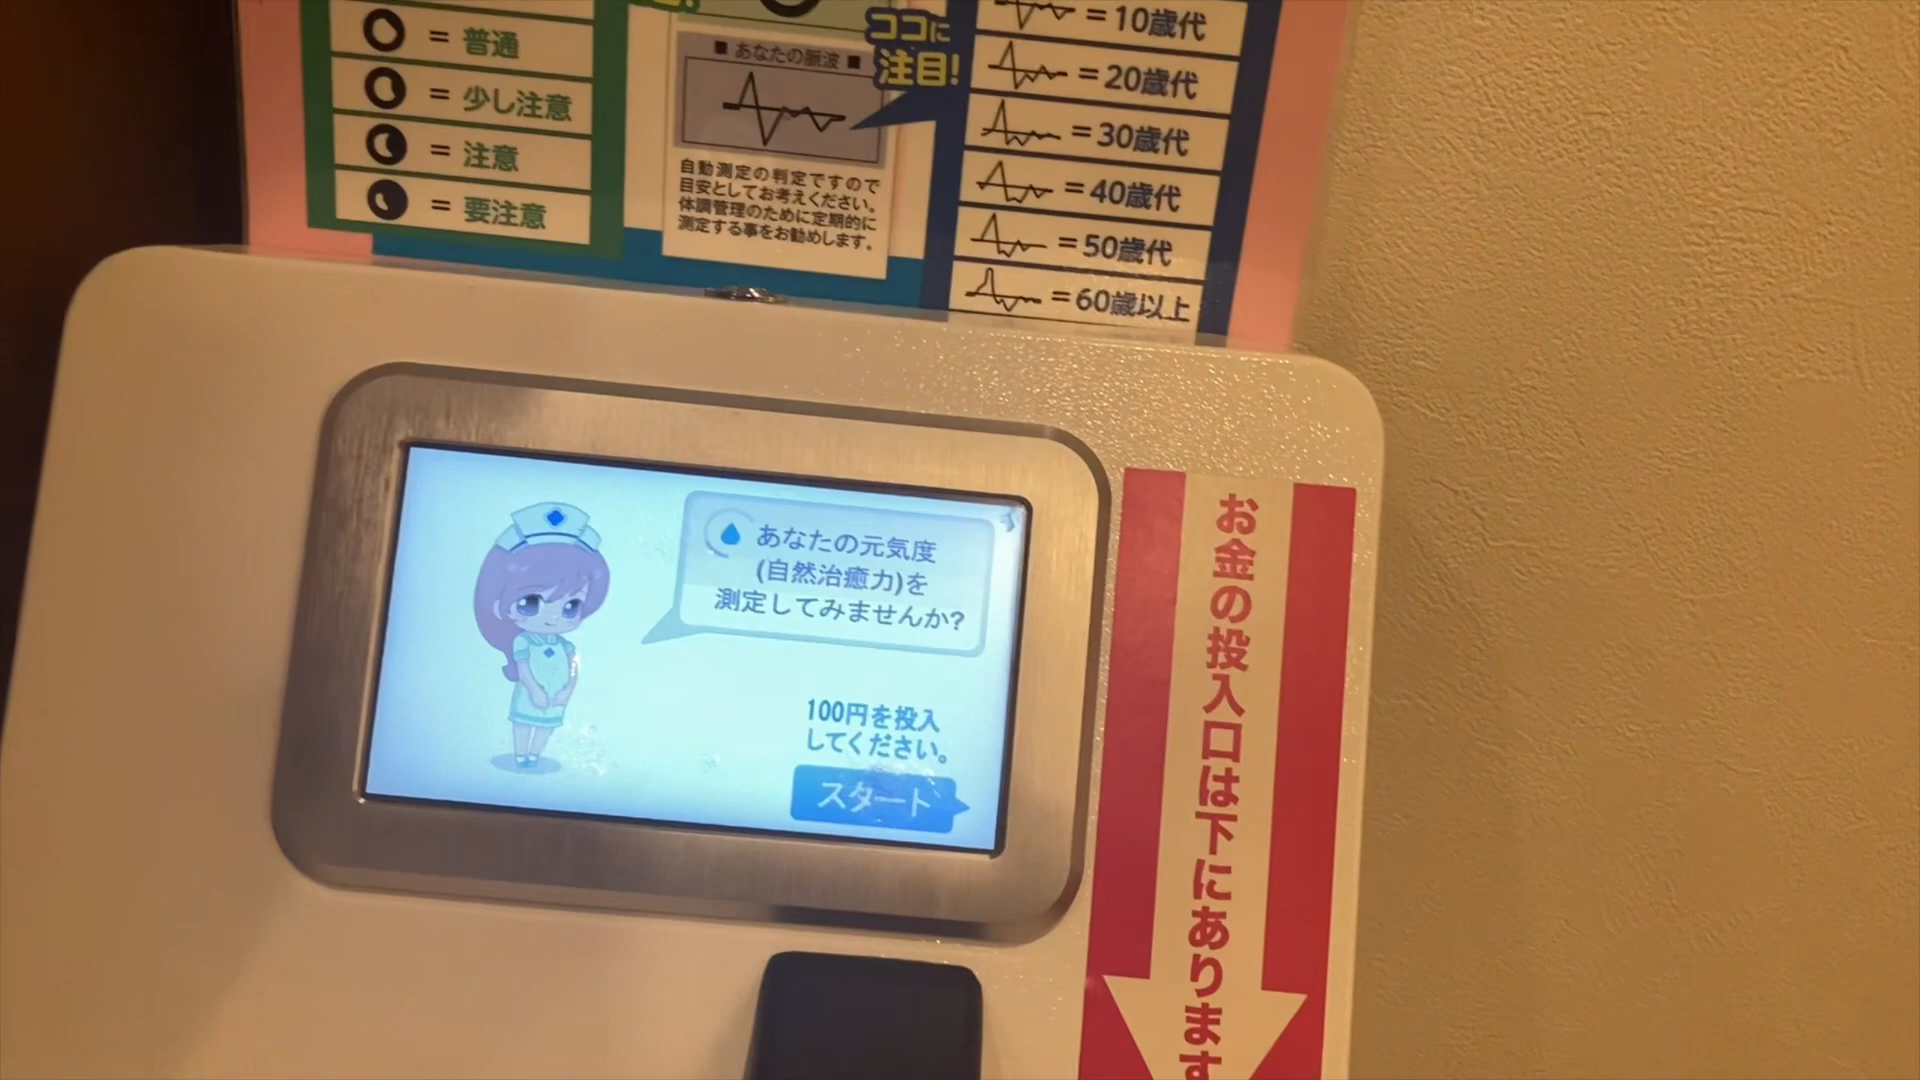 = 普通
= 少し注意
= 注意
= 要注意
ココに
注目!
■ あなたの脈波 ■
自動測定の判定ですので
目安としてお考えください。
体調管理のために定期的に
測定する事をお勧めします。
= 10歳代
= 20歳代
= 30歳代
= 40歳代
= 50歳代
= 60歳以上
あなたの元気度
(自然治癒力)を
測定してみませんか?
100円を投入
してください。
スタート
お金の投入口は下にあります